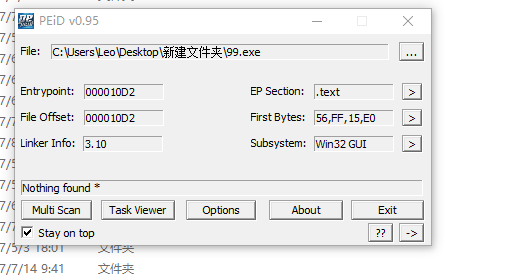 PEiD v0.95
File: C:\Users\Leo\Desktop\新建文件夹\99.exe ...
Entrypoint: 000010D2 EP Section: .text >
File Offset: 000010D2 First Bytes: 56,FF,15,E0 >
Linker Info: 3.10 Subsystem: Win32 GUI >
Nothing found *
Multi Scan Task Viewer Options About Exit
Stay on top ?? ->
7/5/3 18:01 文件夹
7/7/14 9:41 文件夹